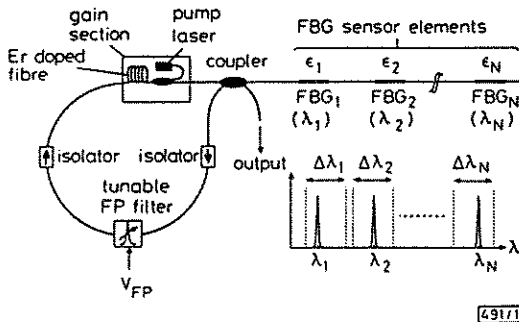 gain section
pump laser
Er doped fibre
coupler
FBG sensor elements
ϵ1 ϵ2 ϵN
FBG1 FBG2 FBGN
(λ1) (λ2) (λN)
isolator isolator
output
tunable FP filter
VFP
Δλ1 Δλ2 ΔλN
λ1 λ2 λN
λ
491/1